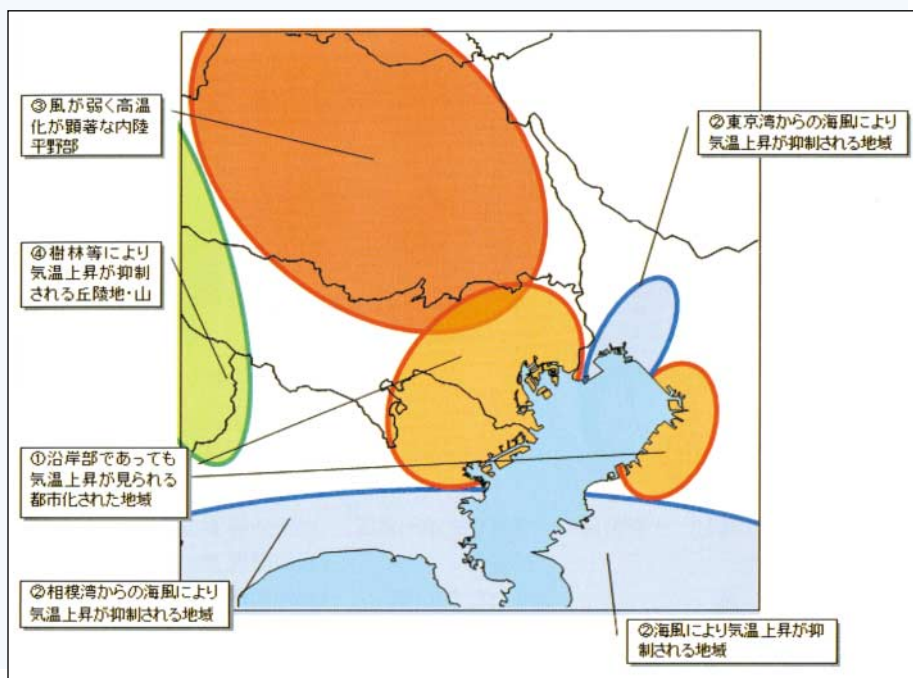 ③風が弱く高温
化が顕著な内陸
平野部
②東京湾からの海風により
気温上昇が抑制される地域
④樹林等により
気温上昇が抑制
される丘陵地・山
①沿岸部であっても
気温上昇が見られる
都市化された地域
②相模湾からの海風により
気温上昇が抑制される地域
②海風により気温上昇が抑
制される地域